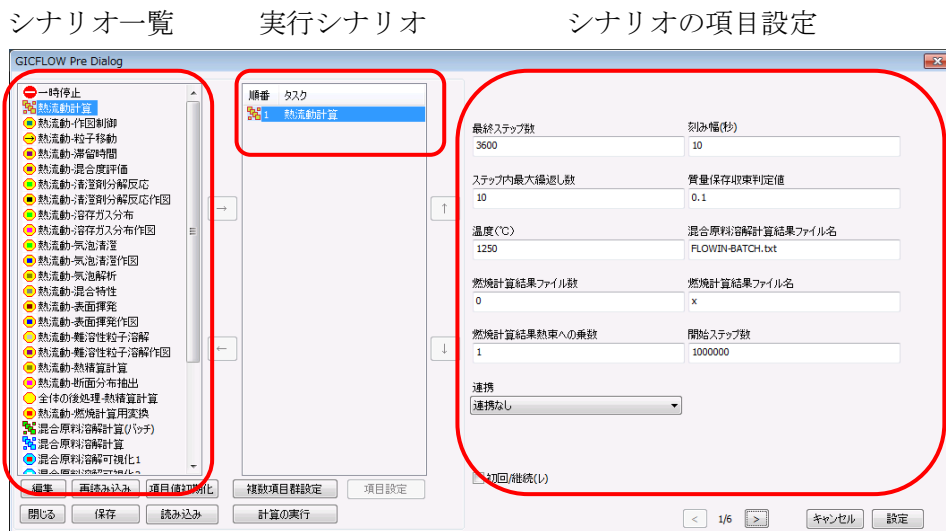 シナリオ一覧
実行シナリオ
シナリオの項目設定
GICFLOW Pre Dialog
一時停止
熱流動計算
熱流動-作図制御
熱流動-粒子移動
熱流動-滞留時間
熱流動-混合度評価
熱流動-清澄剤分解反応
熱流動-清澄剤分解反応作図
熱流動-溶存ガス分布
熱流動-溶存ガス分布作図
熱流動-気泡清澄
熱流動-気泡清澄作図
熱流動-気泡解析
熱流動-混合特性
熱流動-表面揮発
熱流動-表面揮発作図
熱流動-難溶性粒子溶解
熱流動-難溶性粒子溶解作図
熱流動-熱精算計算
熱流動-断面分布抽出
全体の後処理-熱精算計算
熱流動-燃焼計算用変換
混合原料溶解計算(バッチ)
混合原料溶解計算
混合原料溶解可視化1
混合原料溶解可視化2
編集
再読み込み
項目値初期化
閉じる
保存
読み込み
順番 タスク
1 熱流動計算
→
←
↑
↓
複数項目群設定
項目設定
計算の実行
最終ステップ数
3600
刻み幅(秒)
10
ステップ内最大繰返し数
10
質量保存収束判定値
0.1
温度(℃)
1250
混合原料溶解計算結果ファイル名
FLOWIN-BATCH.txt
燃焼計算結果ファイル数
0
燃焼計算結果ファイル名
x
燃焼計算結果熱束への乗数
1
開始ステップ数
1000000
連携
連携なし
初回/継続(レ)
< 1/6 >
キャンセル
設定